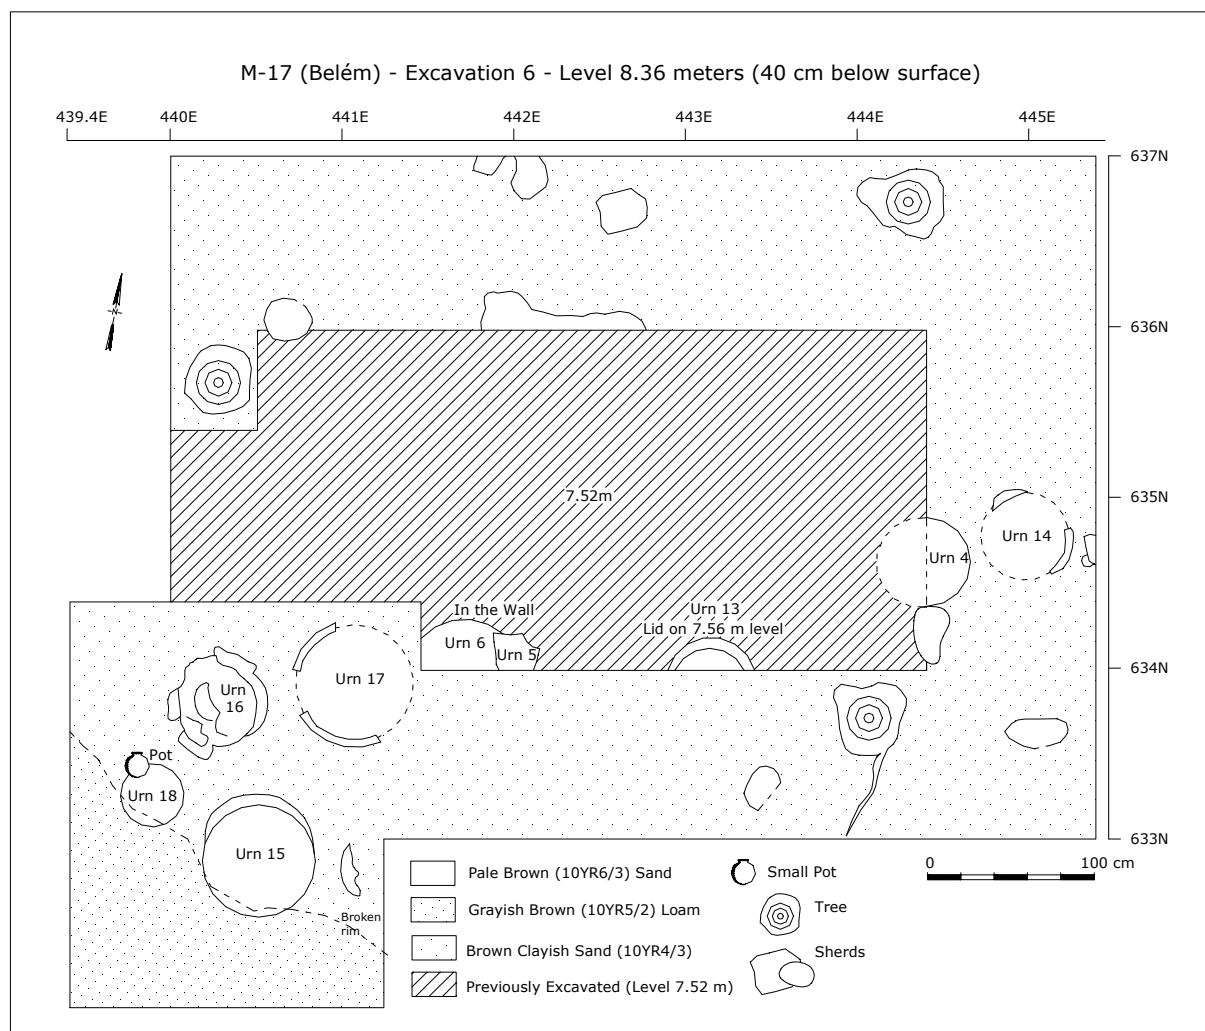 M-17 (Belém) - Excavation 6 - Level 8.36 meters (40 cm below surface)
439.4E
440E
441E
442E
443E
444E
445E
637N
N
636N
7.52m
635N
Urn 4
Urn 14
In the Wall
Urn 13
Lid on 7.56 m level
Urn 6
Urn 5
634N
Urn 17
Urn
16
Pot
Urn 18
Urn 15
633N
Broken
rim
Pale Brown (10YR6/3) Sand
Grayish Brown (10YR5/2) Loam
Brown Clayish Sand (10YR4/3)
Previously Excavated (Level 7.52 m)
Small Pot
Tree
Sherds
0
100 cm